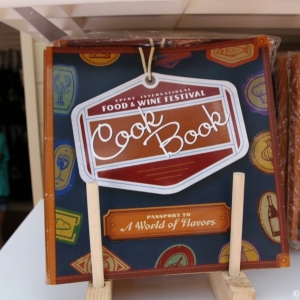 EPCOT INTERNATIONAL
FOOD & WINE FESTIVAL
Cook
Book
PASSPORT TO
A World of Flavors